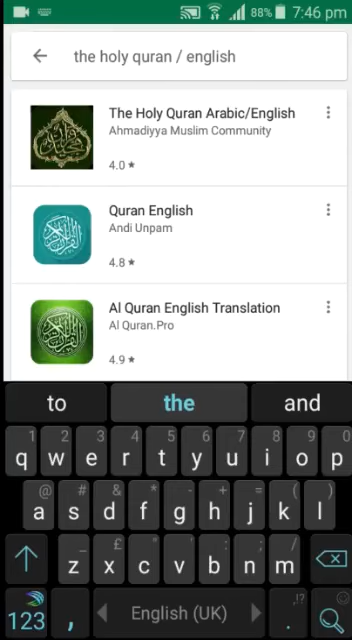 88% 7:46 pm
the holy quran / english
The Holy Quran Arabic/English
Ahmadiyya Muslim Community
4.0 ★
Quran English
Andi Unpam
4.8 ★
Al Quran English Translation
Al Quran.Pro
4.9 ★
to the and
1 2 3 4 5 6 7 8 9 0
q w e r t y u i o p
@ # & * - + = ( )
a s d f g h j k l
_ £ " ' : ; /
z x c v b n m
123 , English (UK) . ,!?